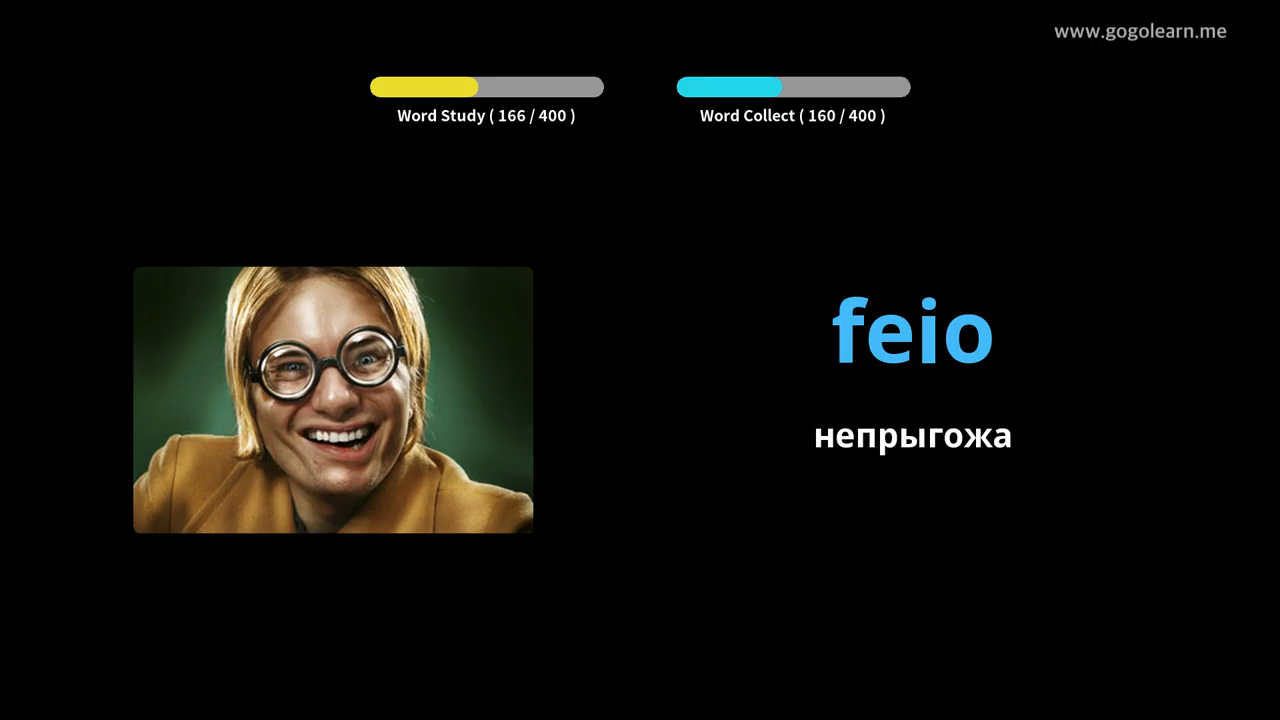 www.gogolearn.me
Word Study ( 166 / 400 )
Word Collect ( 160 / 400 )
feio
непрыгожа